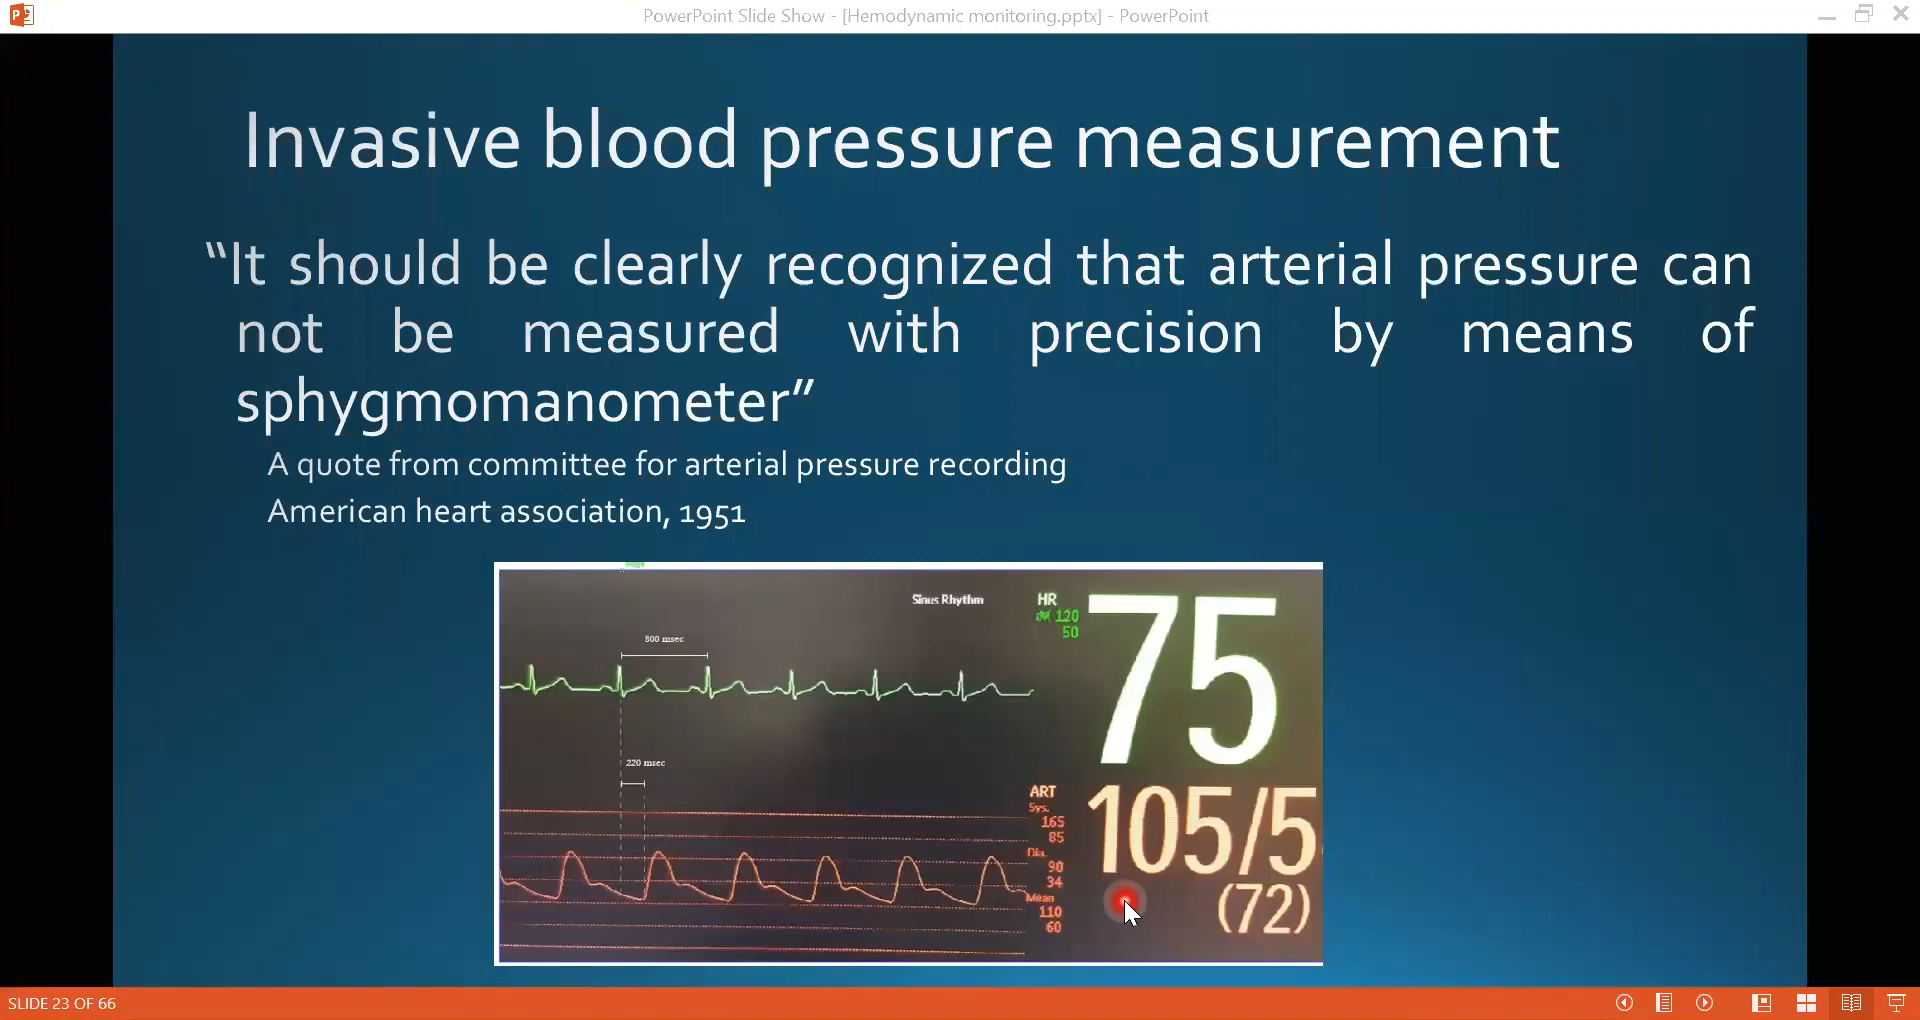 PowerPoint Slide Show - [Hemodynamic monitoring.pptx] - PowerPoint
Invasive blood pressure measurement
“It should be clearly recognized that arterial pressure can
not be measured with precision by means of
sphygmomanometer”
A quote from committee for arterial pressure recording
American heart association, 1951
Sinus Rhythm
HR
120
50
75
800 msec
220 msec
ART
Sys.
165
85
Dia.
90
34
Mean
110
60
105/5
(72)
SLIDE 23 OF 66